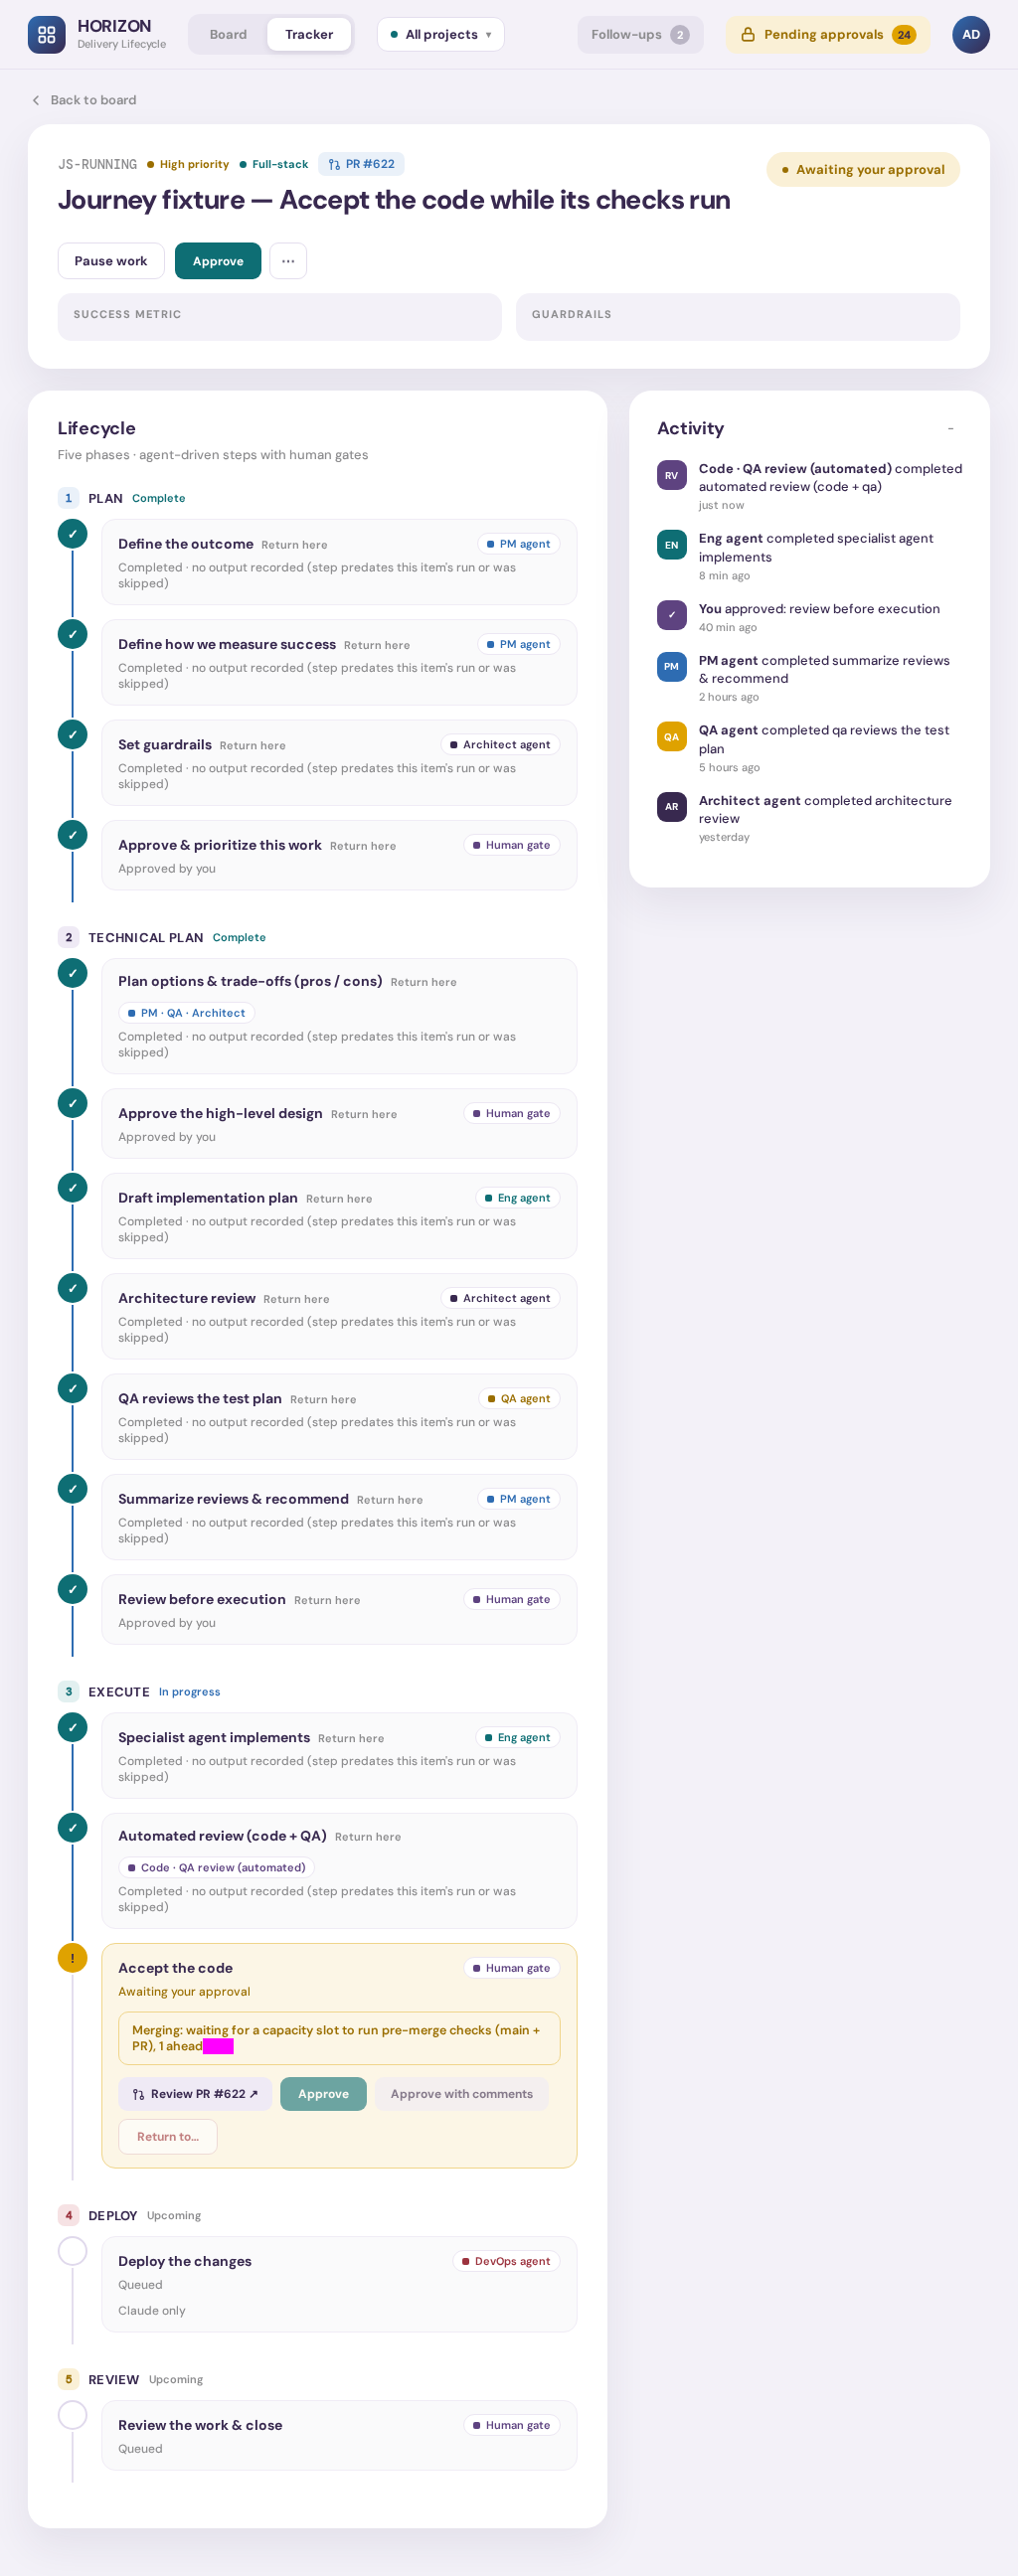 HORIZON
Delivery Lifecycle
Board
Tracker
All projects ▾
Follow-ups 2
Pending approvals 24
AD
Back to board
JS-RUNNING
High priority
Full-stack
PR #622
Awaiting your approval
Journey fixture — Accept the code while its checks run
Pause work
Approve
···
SUCCESS METRIC
GUARDRAILS
Lifecycle
Five phases · agent-driven steps with human gates
1 PLAN Complete
✓
Define the outcome Return here
PM agent
Completed · no output recorded (step predates this item's run or was
skipped)
✓
Define how we measure success Return here
PM agent
Completed · no output recorded (step predates this item's run or was
skipped)
✓
Set guardrails Return here
Architect agent
Completed · no output recorded (step predates this item's run or was
skipped)
✓
Approve & prioritize this work Return here
Human gate
Approved by you
2 TECHNICAL PLAN Complete
✓
Plan options & trade-offs (pros / cons) Return here
PM · QA · Architect
Completed · no output recorded (step predates this item's run or was
skipped)
✓
Approve the high-level design Return here
Human gate
Approved by you
✓
Draft implementation plan Return here
Eng agent
Completed · no output recorded (step predates this item's run or was
skipped)
✓
Architecture review Return here
Architect agent
Completed · no output recorded (step predates this item's run or was
skipped)
✓
QA reviews the test plan Return here
QA agent
Completed · no output recorded (step predates this item's run or was
skipped)
✓
Summarize reviews & recommend Return here
PM agent
Completed · no output recorded (step predates this item's run or was
skipped)
✓
Review before execution Return here
Human gate
Approved by you
3 EXECUTE In progress
✓
Specialist agent implements Return here
Eng agent
Completed · no output recorded (step predates this item's run or was
skipped)
✓
Automated review (code + QA) Return here
Code · QA review (automated)
Completed · no output recorded (step predates this item's run or was
skipped)
!
Accept the code
Human gate
Awaiting your approval
Merging: waiting for a capacity slot to run pre-merge checks (main +
PR), 1 ahead
Review PR #622 ↗
Approve
Approve with comments
Return to…
4 DEPLOY Upcoming
Deploy the changes
DevOps agent
Queued
Claude only
5 REVIEW Upcoming
Review the work & close
Human gate
Queued
Activity
–
RV
Code · QA review (automated) completed
automated review (code + qa)
just now
EN
Eng agent completed specialist agent
implements
8 min ago
✓
You approved: review before execution
40 min ago
PM
PM agent completed summarize reviews
& recommend
2 hours ago
QA
QA agent completed qa reviews the test
plan
5 hours ago
AR
Architect agent completed architecture
review
yesterday